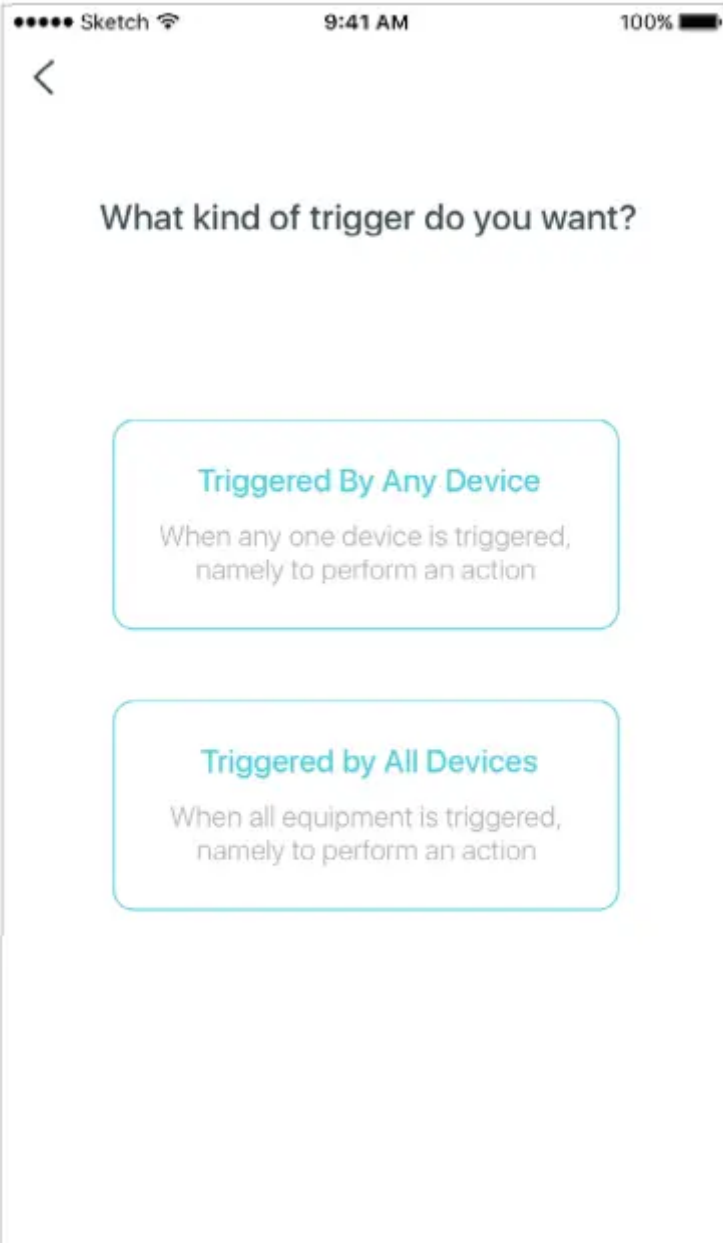 ●●●●● Sketch 9:41 AM 100%
What kind of trigger do you want?
Triggered By Any Device
When any one device is triggered,
namely to perform an action
Triggered by All Devices
When all equipment is triggered,
namely to perform an action